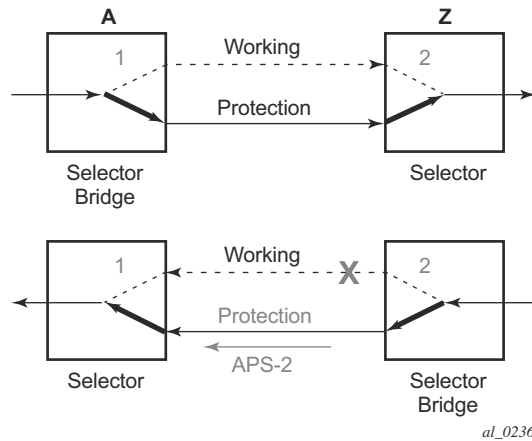 A Z
1 Working 2
Protection
Selector
Bridge
Selector
1 Working X 2
Protection
APS-2
Selector
Selector
Bridge
al_0236